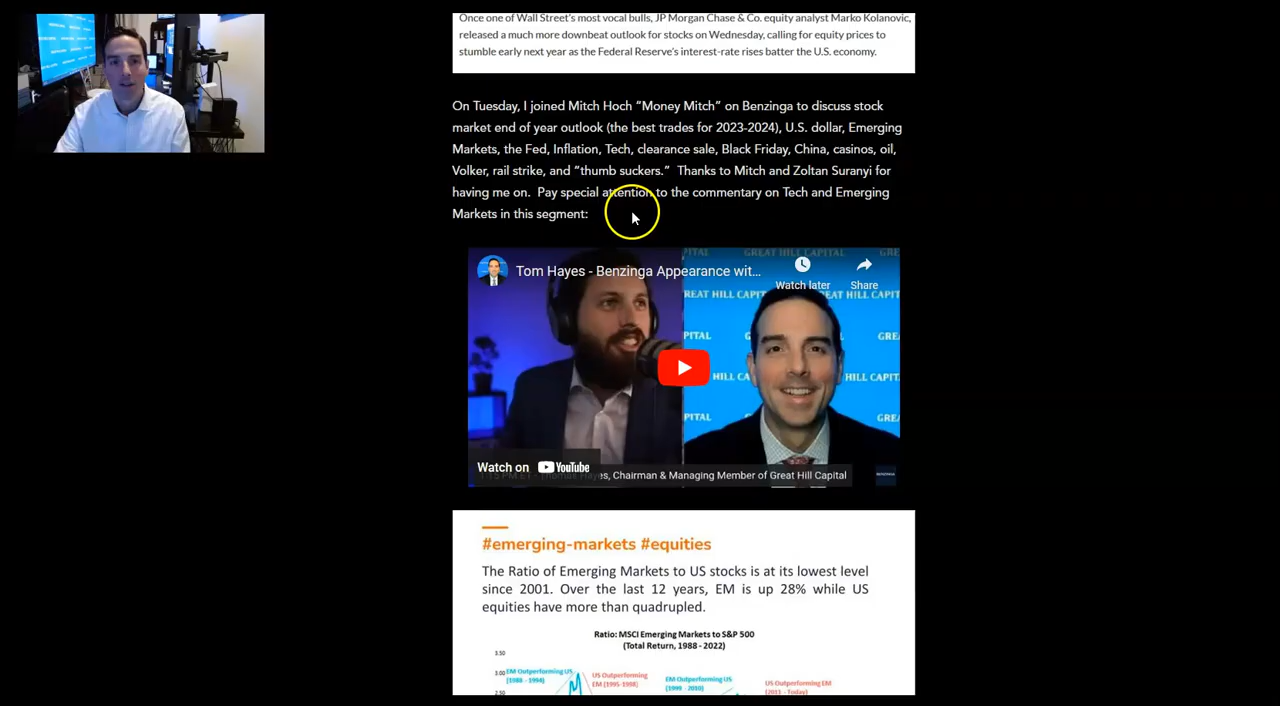 Once one of Wall Street's most vocal bulls, JP Morgan Chase & Co. equity analyst Marko Kolanovic,
released a much more downbeat outlook for stocks on Wednesday, calling for equity prices to
stumble early next year as the Federal Reserve's interest-rate rises batter the U.S. economy.
On Tuesday, I joined Mitch Hoch “Money Mitch” on Benzinga to discuss stock
market end of year outlook (the best trades for 2023-2024), U.S. dollar, Emerging
Markets, the Fed, Inflation, Tech, clearance sale, Black Friday, China, casinos, oil,
Volker, rail strike, and “thumb suckers.” Thanks to Mitch and Zoltan Suranyi for
having me on. Pay special attention to the commentary on Tech and Emerging
Markets in this segment:
Tom Hayes - Benzinga Appearance wit...
Watch later
Share
GREAT HILL CAPITAL
Watch on YouTube
Hayes, Chairman & Managing Member of Great Hill Capital
#emerging-markets #equities
The Ratio of Emerging Markets to US stocks is at its lowest level
since 2001. Over the last 12 years, EM is up 28% while US
equities have more than quadrupled.
Ratio: MSCI Emerging Markets to S&P 500
(Total Return, 1988 - 2022)
3.50
3.00
2.50
EM Outperforming US
(1988 - 1994)
US Outperforming
EM (1995-1998)
EM Outperforming US
(1999 - 2010)
US Outperforming EM
(2011 - Today)